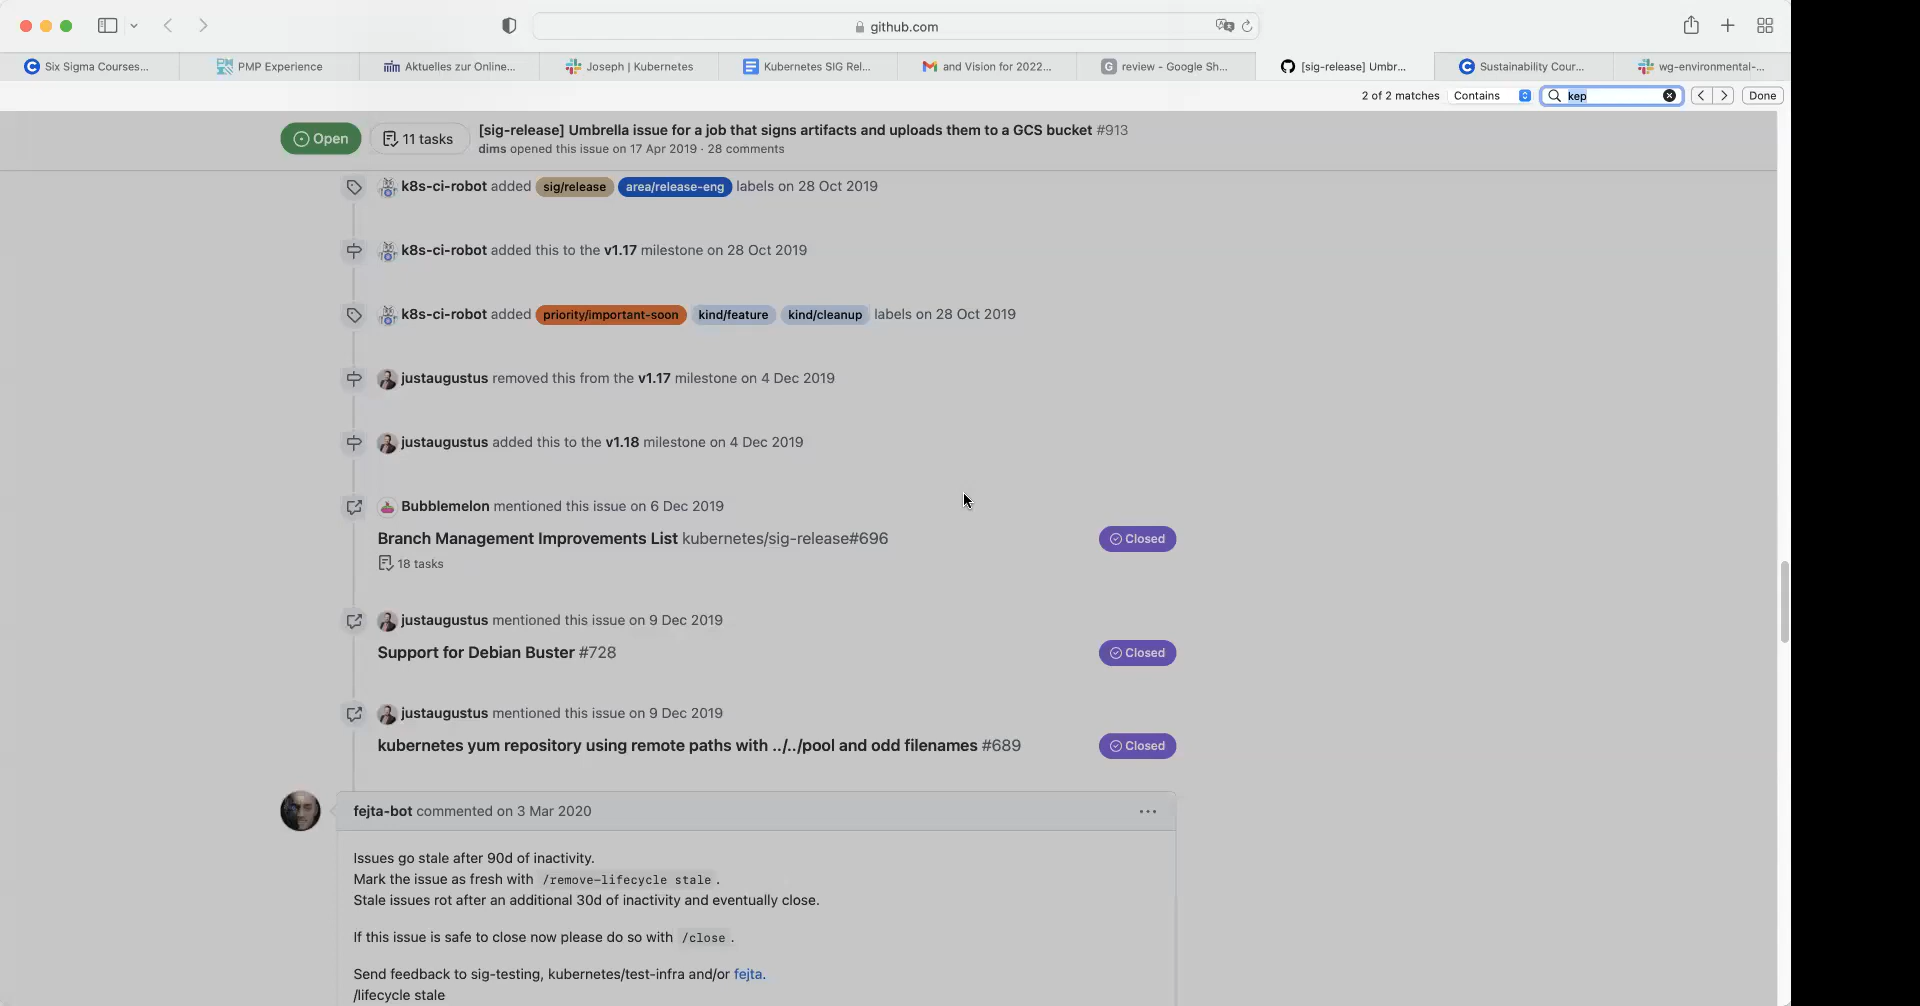 github.com
Six Sigma Courses...
PMP Experience
Aktuelles zur Online...
Joseph | Kubernetes
Kubernetes SIG Rel...
and Vision for 2022...
review - Google Sh...
[sig-release] Umbr...
Sustainability Cour...
wg-environmental-...
2 of 2 matches Contains kep Done
Open 11 tasks [sig-release] Umbrella issue for a job that signs artifacts and uploads them to a GCS bucket #913
dims opened this issue on 17 Apr 2019 · 28 comments
k8s-ci-robot added sig/release area/release-eng labels on 28 Oct 2019
k8s-ci-robot added this to the v1.17 milestone on 28 Oct 2019
k8s-ci-robot added priority/important-soon kind/feature kind/cleanup labels on 28 Oct 2019
justaugustus removed this from the v1.17 milestone on 4 Dec 2019
justaugustus added this to the v1.18 milestone on 4 Dec 2019
Bubblemelon mentioned this issue on 6 Dec 2019
Branch Management Improvements List kubernetes/sig-release#696 Closed
18 tasks
justaugustus mentioned this issue on 9 Dec 2019
Support for Debian Buster #728 Closed
justaugustus mentioned this issue on 9 Dec 2019
kubernetes yum repository using remote paths with ../../pool and odd filenames #689 Closed
fejta-bot commented on 3 Mar 2020
Issues go stale after 90d of inactivity.
Mark the issue as fresh with /remove-lifecycle stale .
Stale issues rot after an additional 30d of inactivity and eventually close.
If this issue is safe to close now please do so with /close .
Send feedback to sig-testing, kubernetes/test-infra and/or fejta.
/lifecycle stale